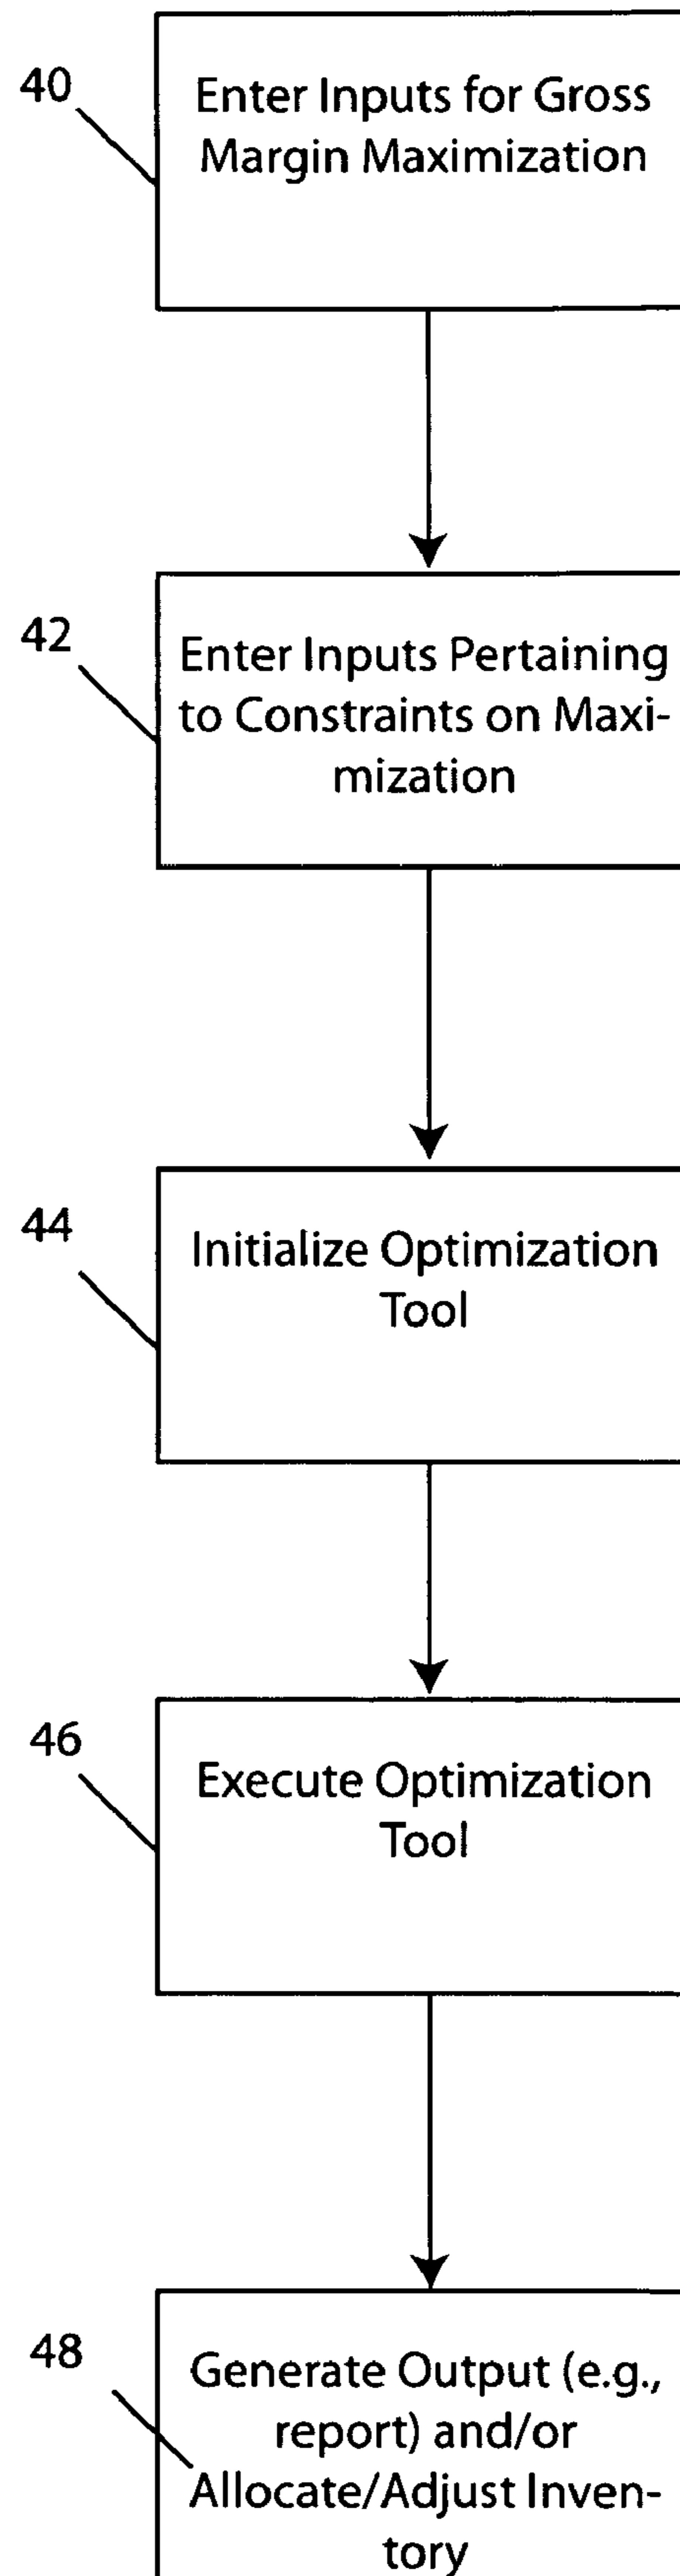 40
Enter Inputs for Gross
Margin Maximization
42
Enter Inputs Pertaining
to Constraints on Maxi-
mization
44
Initialize Optimization
Tool
46
Execute Optimization
Tool
48
Generate Output (e.g.,
report) and/or
Allocate/Adjust Inven-
tory